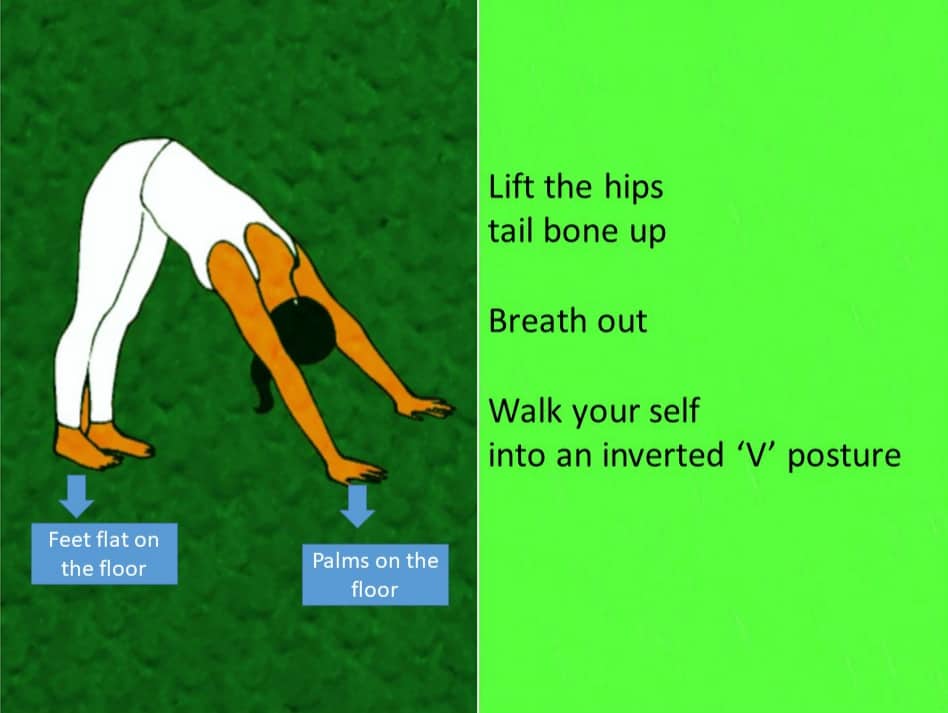 Lift the hips
tail bone up
Breath out
Walk your self
into an inverted ‘V’ posture
Feet flat on
the floor
Palms on the
floor